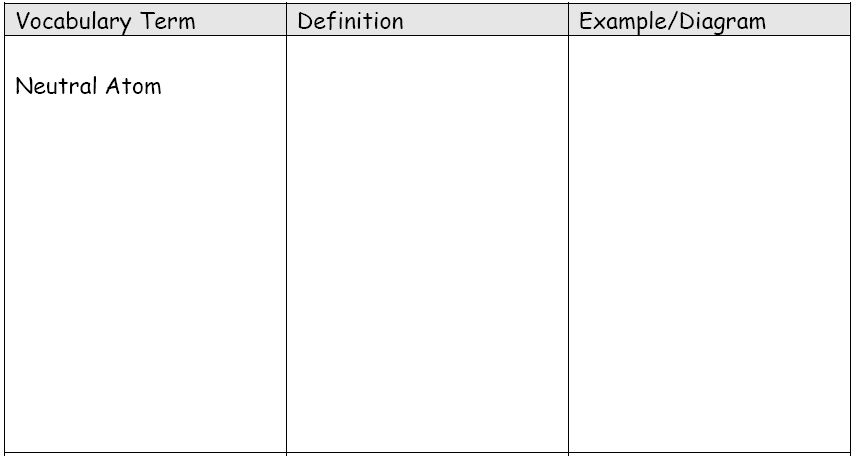 Vocabulary Term Definition Example/Diagram
Neutral Atom